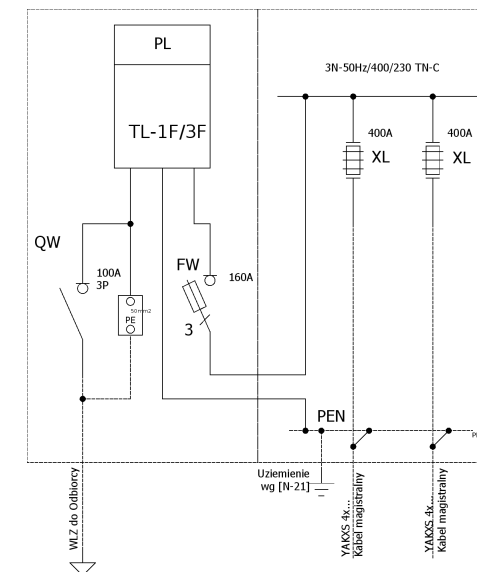 PL
3N-50Hz/400/230 TN-C
TL-1F/3F
400A
XL
400A
XL
QW
100A
3P
FW
160A
50mm2
PE
3
PEN
Uziemienie
wg [N-21]
WLZ do Odbiorcy
YAKXS 4x...
Kabel magistralny
YAKXS 4x...
Kabel magistralny